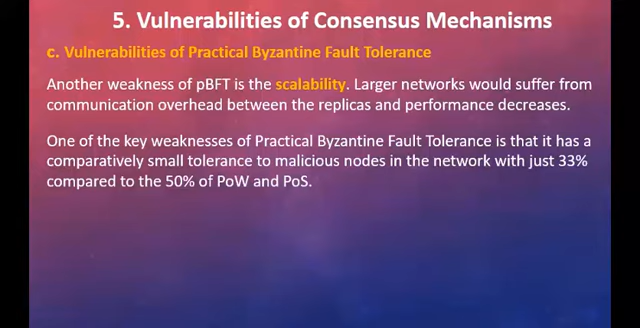 5. Vulnerabilities of Consensus Mechanisms
c. Vulnerabilities of Practical Byzantine Fault Tolerance
Another weakness of pBFT is the scalability. Larger networks would suffer from
communication overhead between the replicas and performance decreases.
One of the key weaknesses of Practical Byzantine Fault Tolerance is that it has a
comparatively small tolerance to malicious nodes in the network with just 33%
compared to the 50% of PoW and PoS.